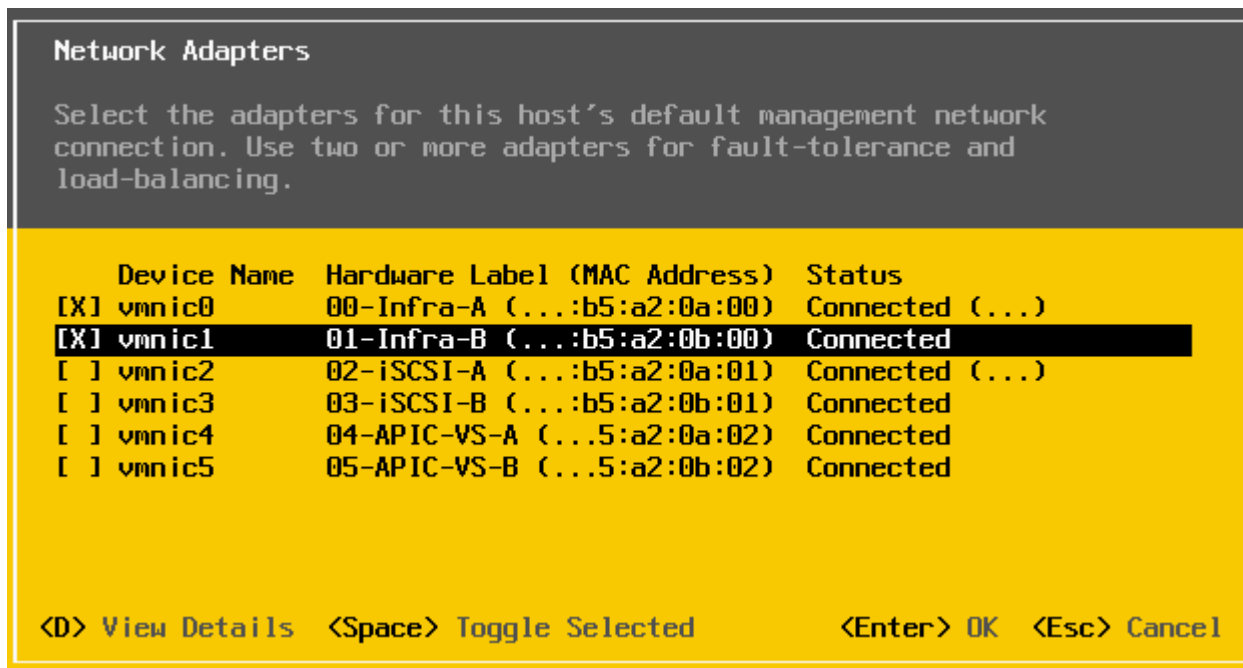 Network Adapters
Select the adapters for this host's default management network
connection. Use two or more adapters for fault-tolerance and
load-balancing.
Device Name Hardware Label (MAC Address) Status
[X] vmnic0 00-Infra-A (...:b5:a2:0a:00) Connected (...)
[X] vmnic1 01-Infra-B (...:b5:a2:0b:00) Connected
[ ] vmnic2 02-iSCSI-A (...:b5:a2:0a:01) Connected (...)
[ ] vmnic3 03-iSCSI-B (...:b5:a2:0b:01) Connected
[ ] vmnic4 04-APIC-VS-A (...5:a2:0a:02) Connected
[ ] vmnic5 05-APIC-VS-B (...5:a2:0b:02) Connected
<D> View Details <Space> Toggle Selected <Enter> OK <Esc> Cancel